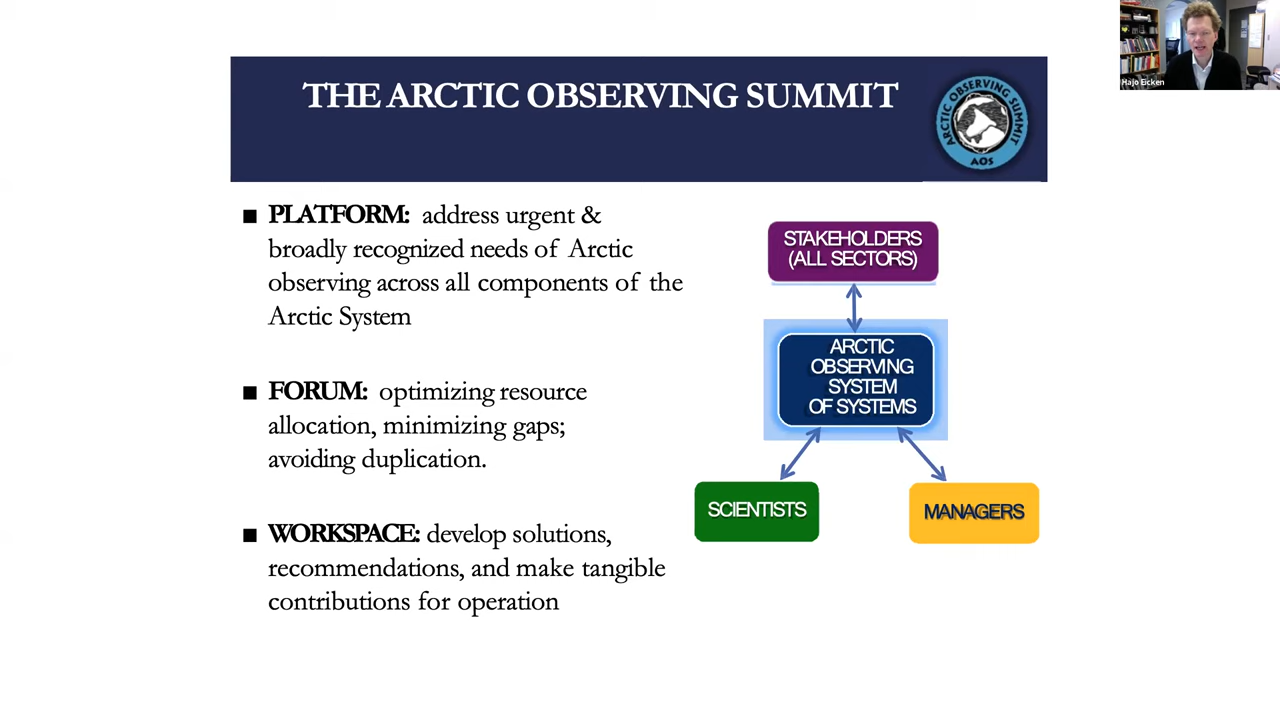 THE ARCTIC OBSERVING SUMMIT
ARCTIC OBSERVING SUMMIT
AOS
Hajo Eicken
■ PLATFORM: address urgent &
broadly recognized needs of Arctic
observing across all components of the
Arctic System
■ FORUM: optimizing resource
allocation, minimizing gaps;
avoiding duplication.
■ WORKSPACE: develop solutions,
recommendations, and make tangible
contributions for operation
STAKEHOLDERS
(ALL SECTORS)
ARCTIC
OBSERVING
SYSTEM
OF SYSTEMS
SCIENTISTS
MANAGERS